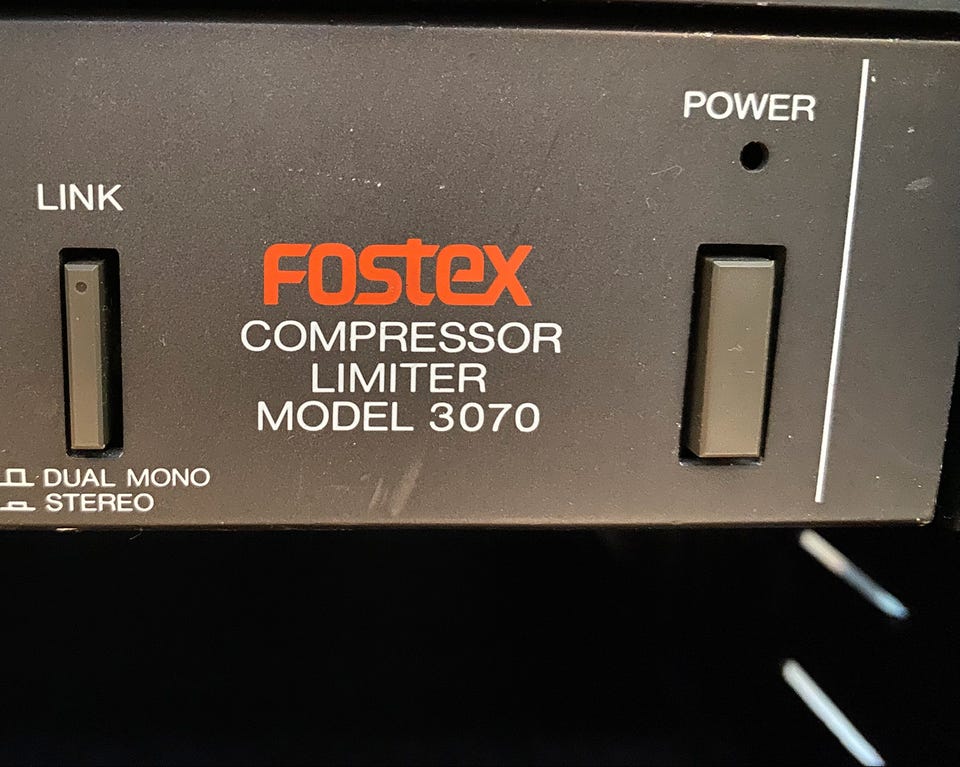 POWER
LINK
FOSTEX
COMPRESSOR
LIMITER
MODEL 3070
DUAL MONO
STEREO